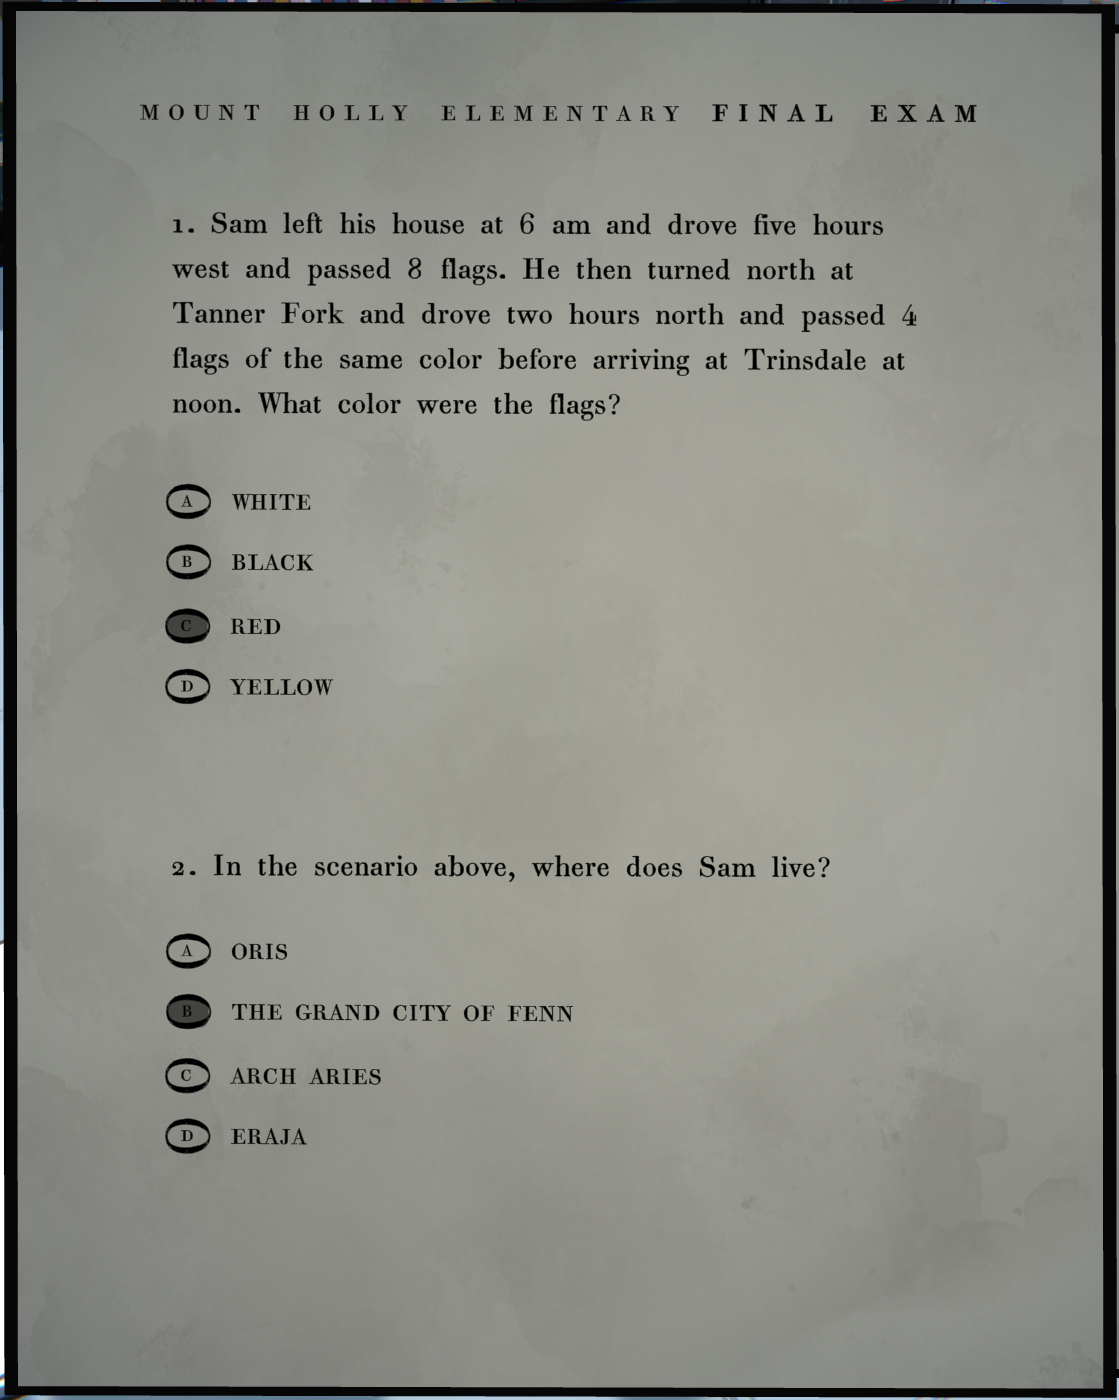 MOUNT HOLLY ELEMENTARY FINAL EXAM
1. Sam left his house at 6 am and drove five hours
west and passed 8 flags. He then turned north at
Tanner Fork and drove two hours north and passed 4
flags of the same color before arriving at Trinsdale at
noon. What color were the flags?
A WHITE
B BLACK
C RED
D YELLOW
2. In the scenario above, where does Sam live?
A ORIS
B THE GRAND CITY OF FENN
C ARCH ARIES
D ERAJA